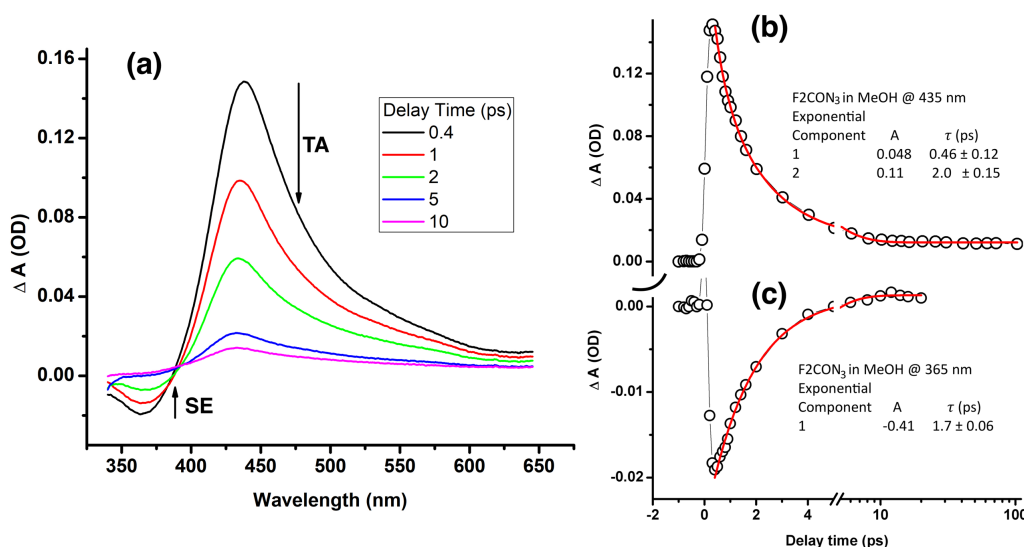 (a)
0.16
0.12
0.08
0.04
0.00
Δ A (OD)
Delay Time (ps)
0.4
1
2
5
10
TA
SE
350 400 450 500 550 600 650
Wavelength (nm)
(b)
0.12
0.08
0.04
0.00
Δ A (OD)
F2CON3 in MeOH @ 435 nm
Exponential
Component A τ (ps)
1 0.048 0.46 ± 0.12
2 0.11 2.0 ± 0.15
(c)
0.00
-0.01
-0.02
Δ A (OD)
F2CON3 in MeOH @ 365 nm
Exponential
Component A τ (ps)
1 -0.41 1.7 ± 0.06
-2 0 2 4 10 100
Delay time (ps)